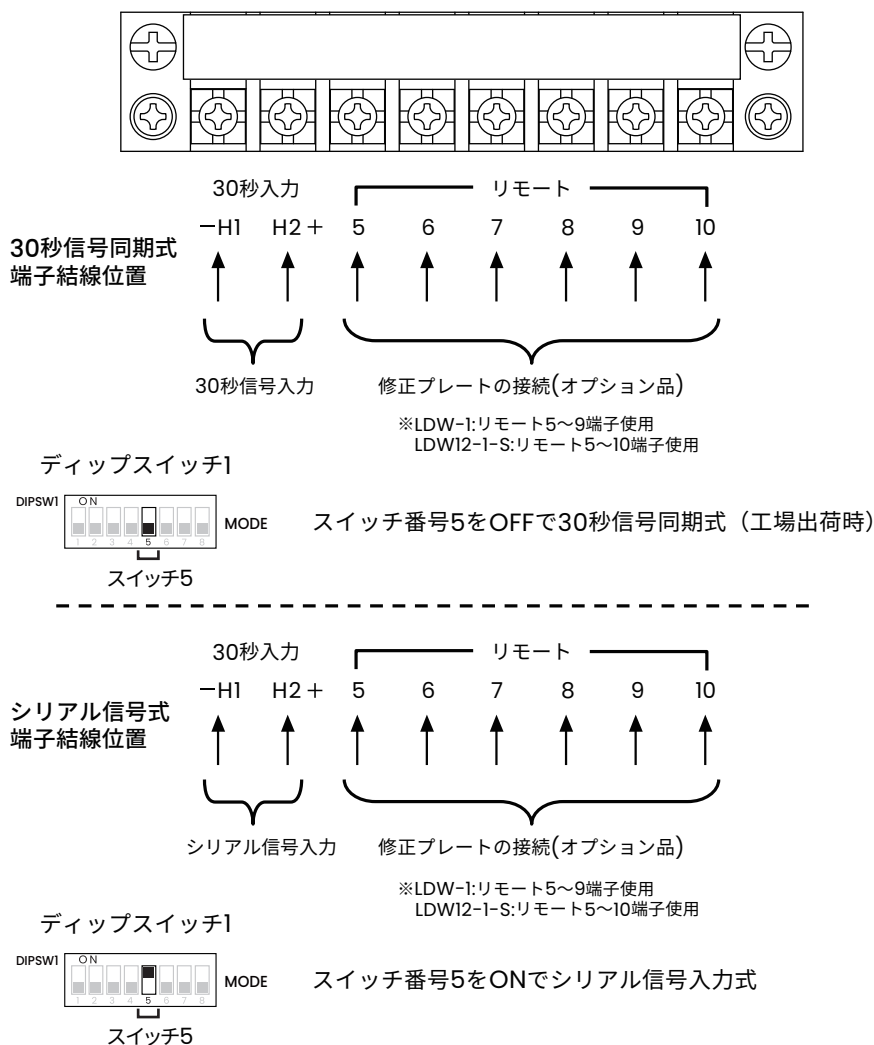 30秒入力 リモート
−H1 H2+ 5 6 7 8 9 10
30秒信号同期式
端子結線位置
30秒信号入力 修正プレートの接続(オプション品)
※LDW-1:リモート5〜9端子使用
LDW12-1-S:リモート5〜10端子使用
ディップスイッチ1
DIPSW1 ON
MODE スイッチ番号5をOFFで30秒信号同期式（工場出荷時）
1 2 3 4 5 6 7 8
スイッチ5
30秒入力 リモート
−H1 H2+ 5 6 7 8 9 10
シリアル信号式
端子結線位置
シリアル信号入力 修正プレートの接続(オプション品)
※LDW-1:リモート5〜9端子使用
LDW12-1-S:リモート5〜10端子使用
ディップスイッチ1
DIPSW1 ON
MODE スイッチ番号5をONでシリアル信号入力式
1 2 3 4 5 6 7 8
スイッチ5